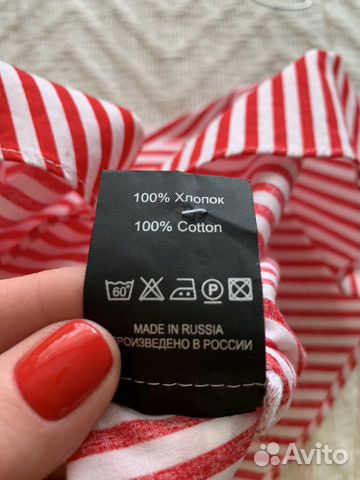 100% Хлопок
100% Cotton
60° P
MADE IN RUSSIA
ПРОИЗВЕДЕНО В РОССИИ
Avito